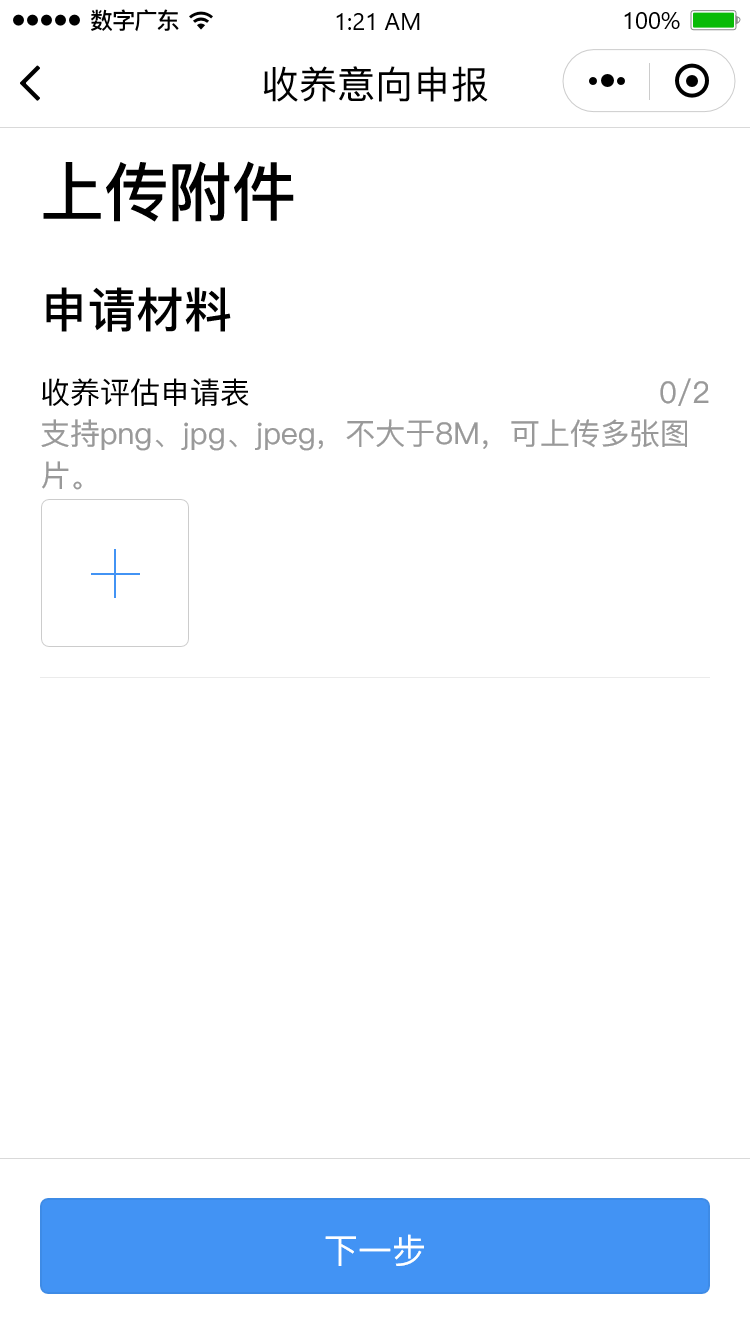 数字广东 1:21 AM 100%
收养意向申报
上传附件
申请材料
收养评估申请表 0/2
支持png、jpg、jpeg，不大于8M，可上传多张图
片。
下一步